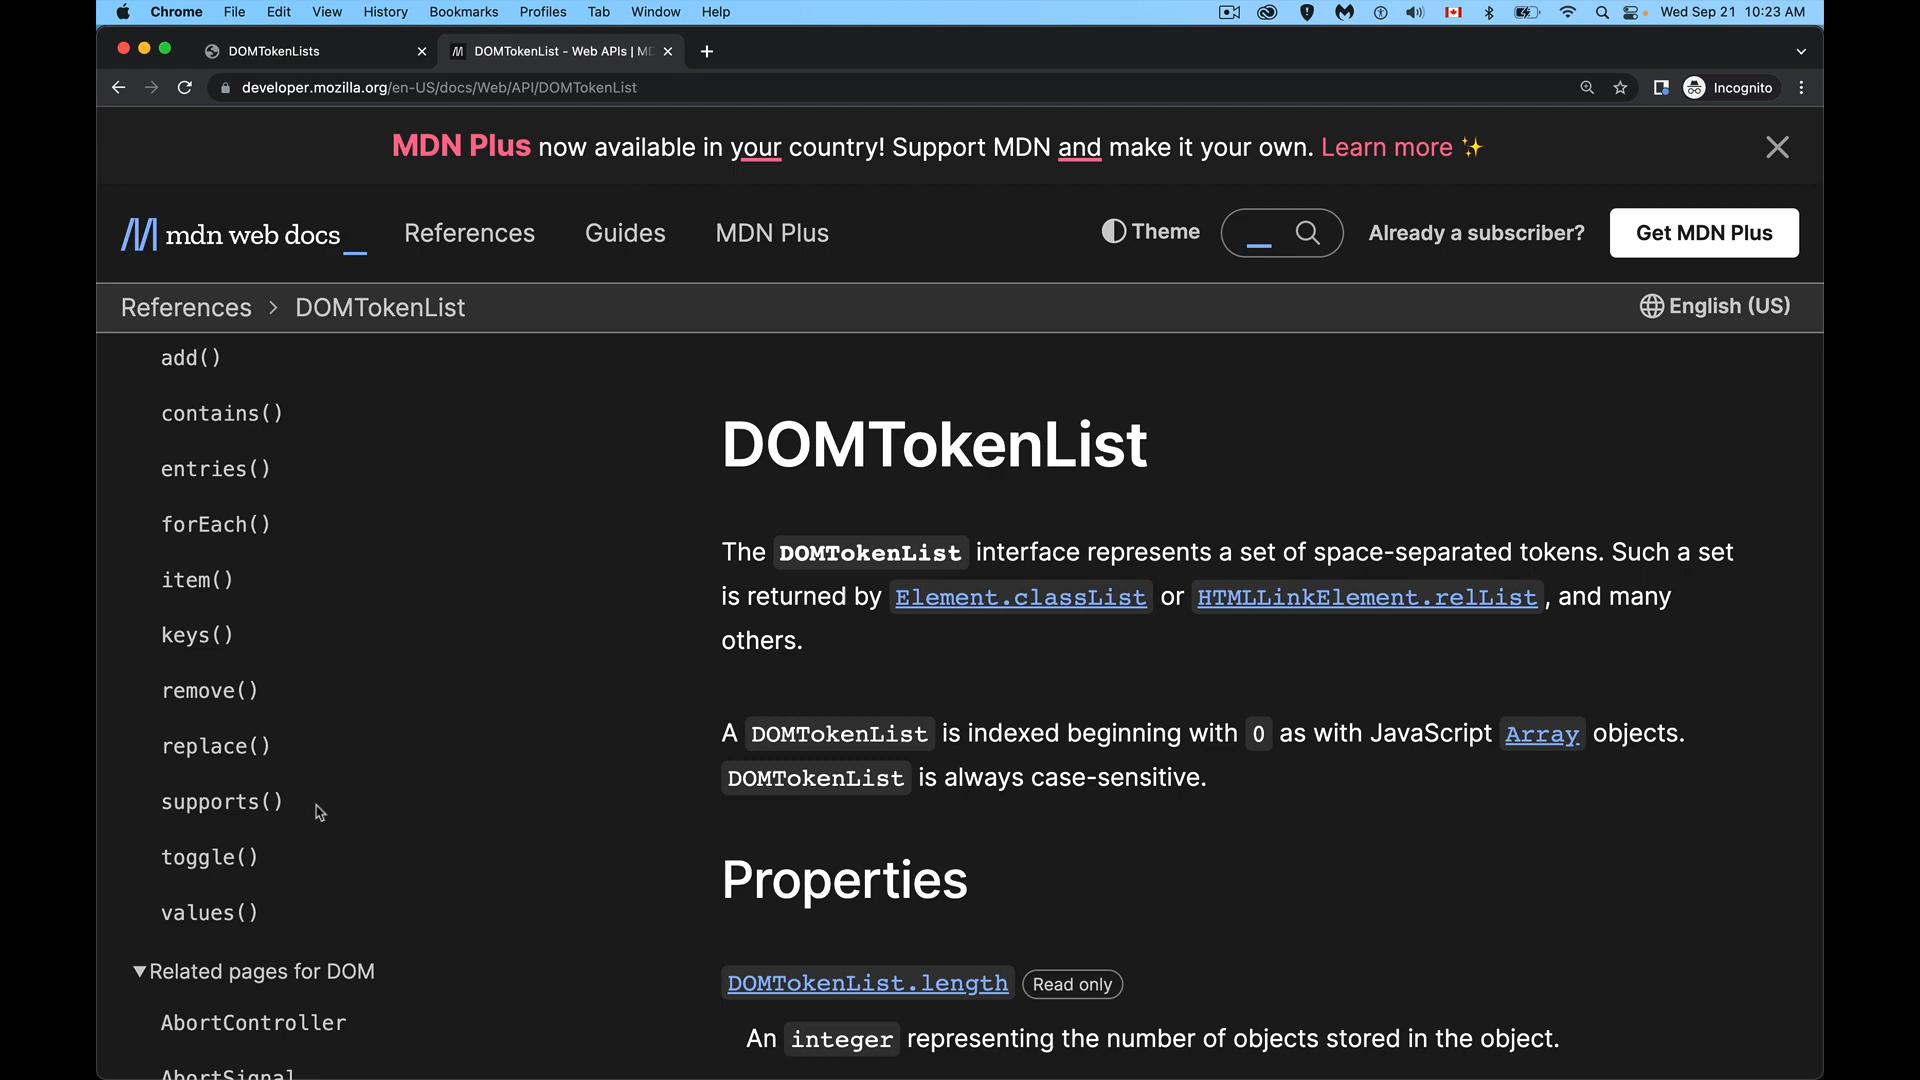 Chrome File Edit View History Bookmarks Profiles Tab Window Help Wed Sep 21 10:23 AM
DOMTokenLists DOMTokenList - Web APIs | MD
developer.mozilla.org/en-US/docs/Web/API/DOMTokenList Incognito
MDN Plus now available in your country! Support MDN and make it your own. Learn more ✨
mdn web docs_ References Guides MDN Plus Theme Already a subscriber? Get MDN Plus
References > DOMTokenList English (US)
add()
contains()
entries()
forEach()
item()
keys()
remove()
replace()
supports()
toggle()
values()
▼Related pages for DOM
AbortController
AbortSignal
DOMTokenList
The DOMTokenList interface represents a set of space-separated tokens. Such a set
is returned by Element.classList or HTMLLinkElement.relList, and many
others.
A DOMTokenList is indexed beginning with 0 as with JavaScript Array objects.
DOMTokenList is always case-sensitive.
Properties
DOMTokenList.length Read only
An integer representing the number of objects stored in the object.